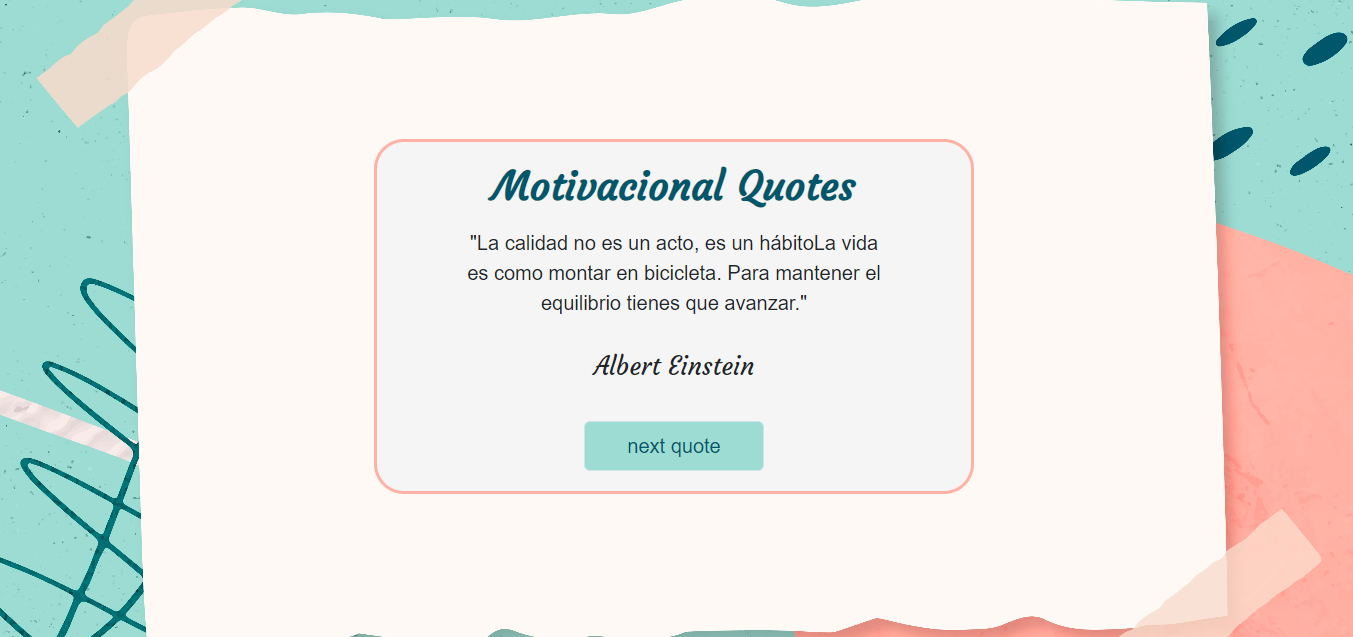 Motivacional Quotes
"La calidad no es un acto, es un hábitoLa vida
es como montar en bicicleta. Para mantener el
equilibrio tienes que avanzar."
Albert Einstein
next quote